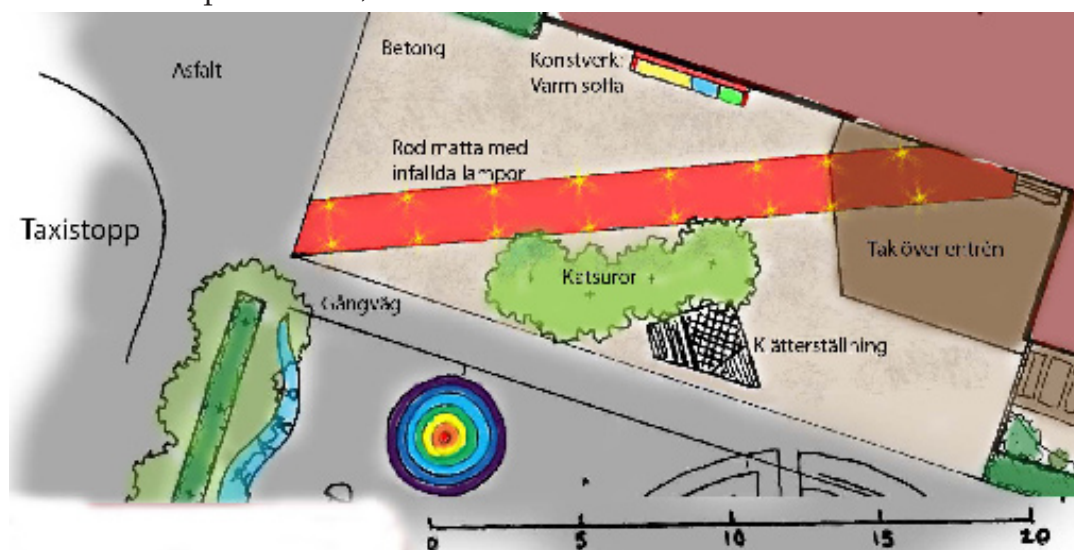 Betong
Asfalt
Konstverk:
Varm soffa
Röd matta med
infällda lampor
Taxistopp
Tak över entrén
Katsuror
Gångväg
Klätterställning
0 5 10 15 20